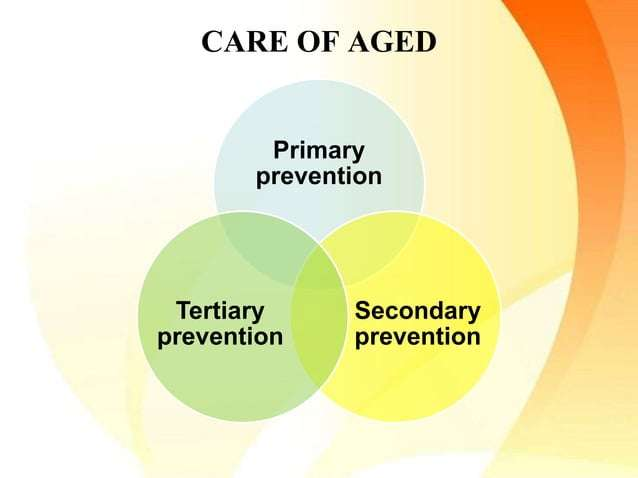 CARE OF AGED
Primary
prevention
Tertiary
prevention
Secondary
prevention